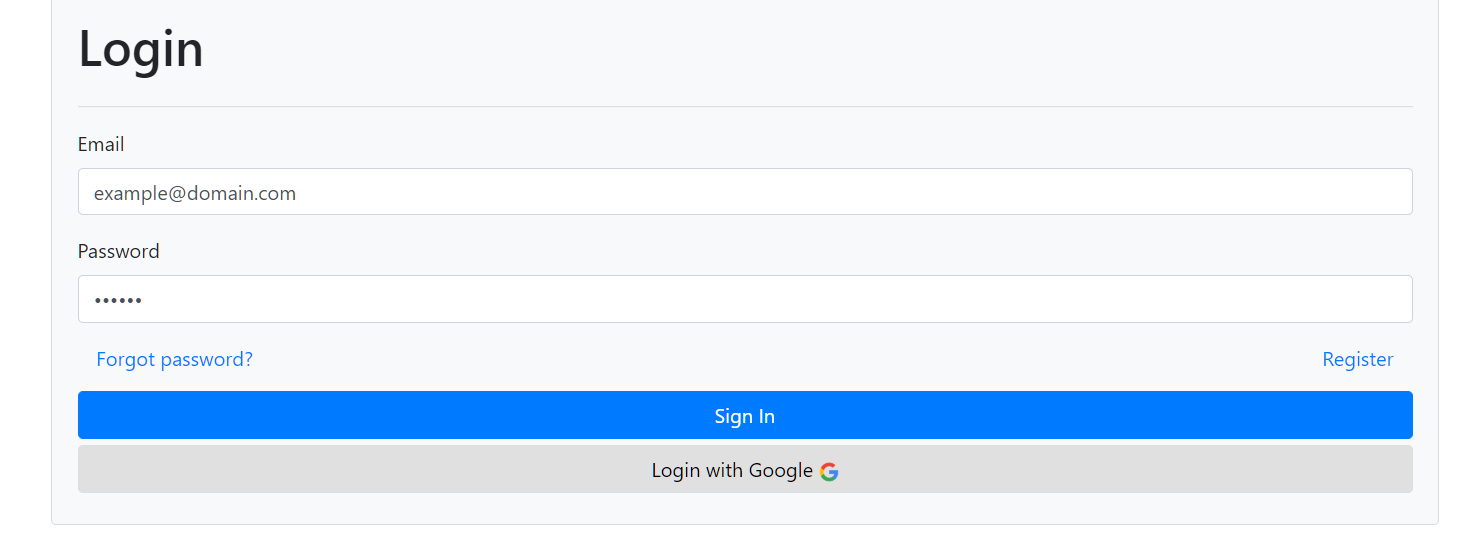 Login
Email
example@domain.com
Password
••••••
Forgot password? Register
Sign In
Login with Google